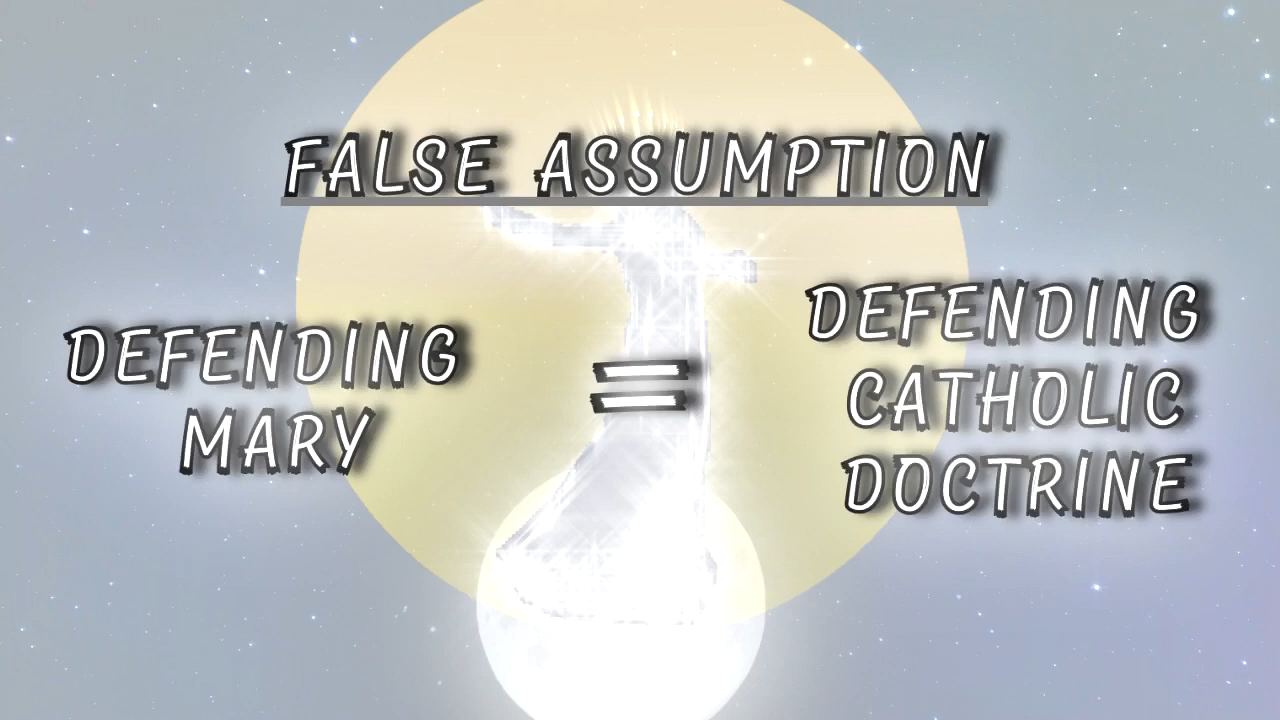 FALSE ASSUMPTION
DEFENDING
MARY
=
DEFENDING
CATHOLIC
DOCTRINE